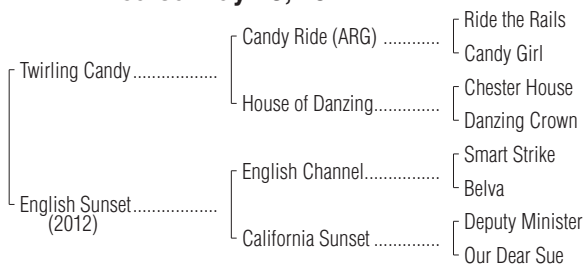 Ride the Rails
Candy Ride (ARG) ............
Candy Girl
Twirling Candy..................
Chester House
House of Danzing..............
Danzing Crown
Smart Strike
English Channel................
Belva
English Sunset..................
(2012)
Deputy Minister
California Sunset ..............
Our Dear Sue